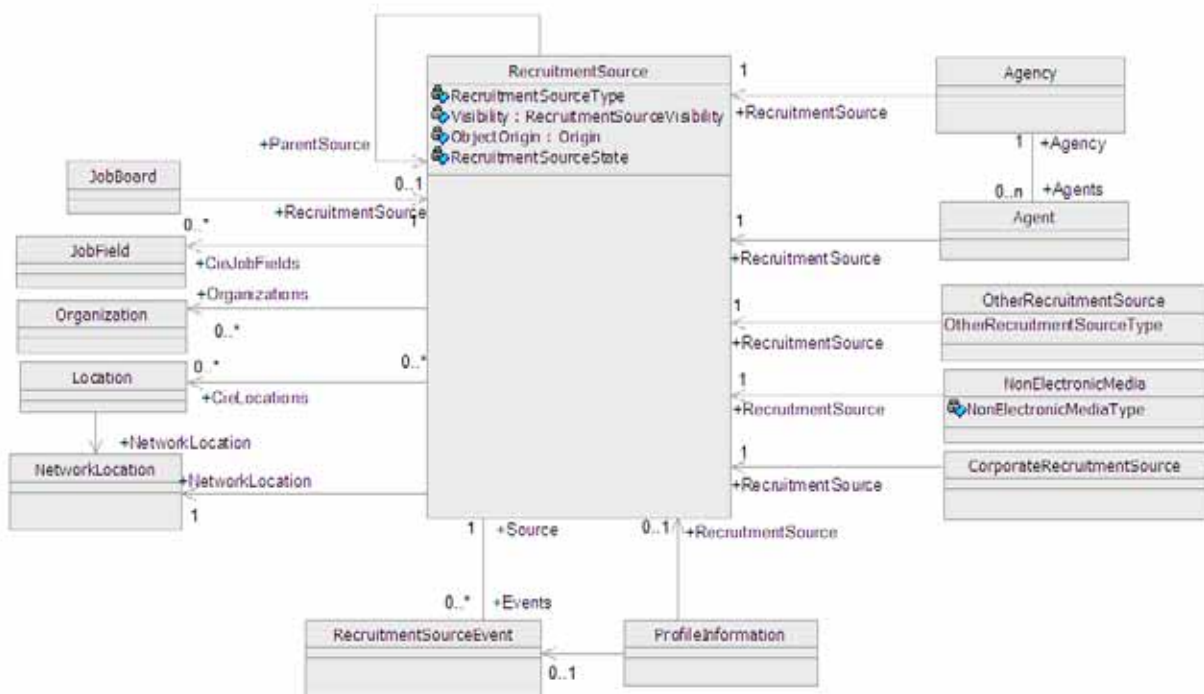 RecruitmentSource
RecruitmentSourceType
Visibility : RecruitmentSourceVisibility
ObjectOrigin : Origin
RecruitmentSourceState
+ParentSource
0..1
JobBoard
+RecruitmentSource
1
0..*
JobField
+CieJobFields
+Organizations
Organization
0..*
0..*
0..*
Location
+CieLocations
+NetworkLocation
NetworkLocation
+NetworkLocation
1
1
Agency
+RecruitmentSource
1
+Agency
0..n
+Agents
1
Agent
+RecruitmentSource
1
OtherRecruitmentSource
OtherRecruitmentSourceType
+RecruitmentSource
1
NonElectronicMedia
NonElectronicMediaType
+RecruitmentSource
1
CorporateRecruitmentSource
+RecruitmentSource
1
+Source
0..1
+RecruitmentSource
0..*
+Events
RecruitmentSourceEvent
ProfileInformation
0..1